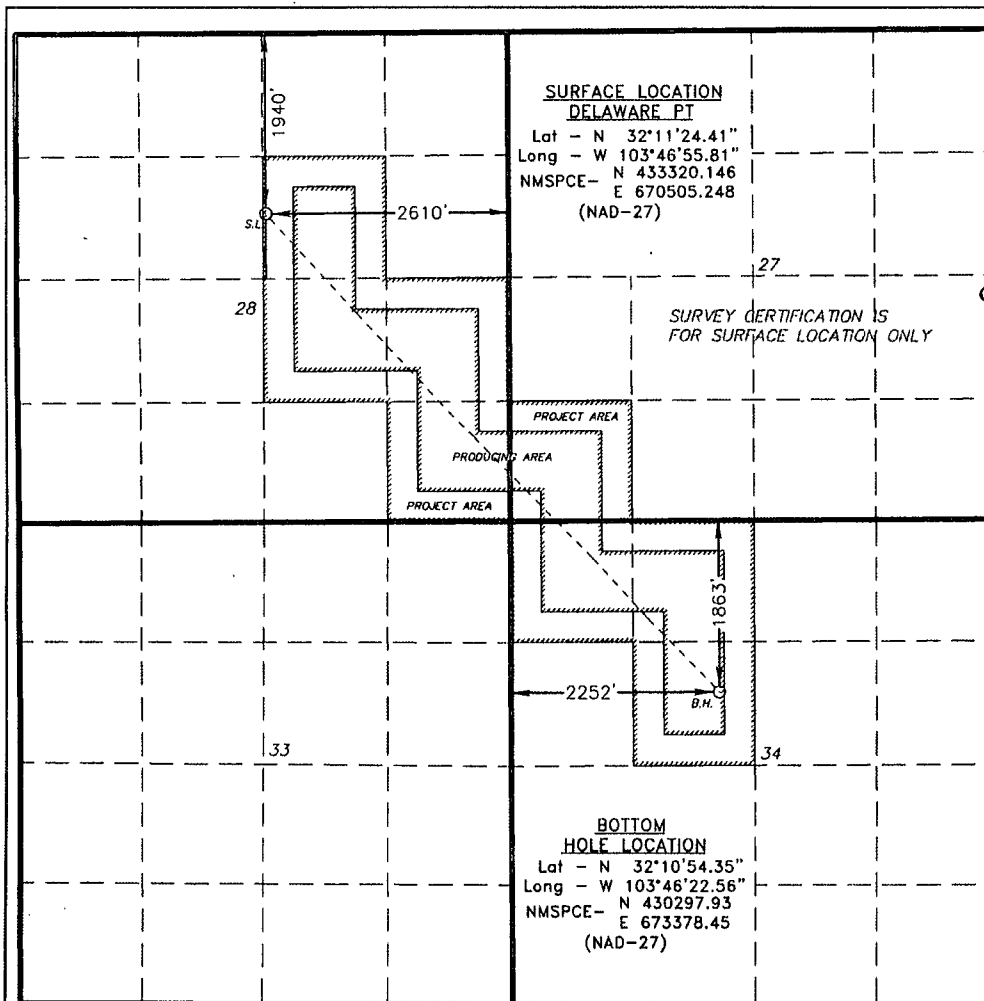 1940'
SURFACE LOCATION
DELAWARE PT
Lat - N 32°11'24.41"
Long - W 103°46'55.81"
NMSPCE- N 433320.146
E 670505.248
(NAD-27)
S.L.
2610'
27
28
SURVEY CERTIFICATION IS
FOR SURFACE LOCATION ONLY
PROJECT AREA
PRODUCING AREA
PROJECT AREA
1863'
2252'
B.H.
33
34
BOTTOM
HOLE LOCATION
Lat - N 32°10'54.35"
Long - W 103°46'22.56"
NMSPCE- N 430297.93
E 673378.45
(NAD-27)